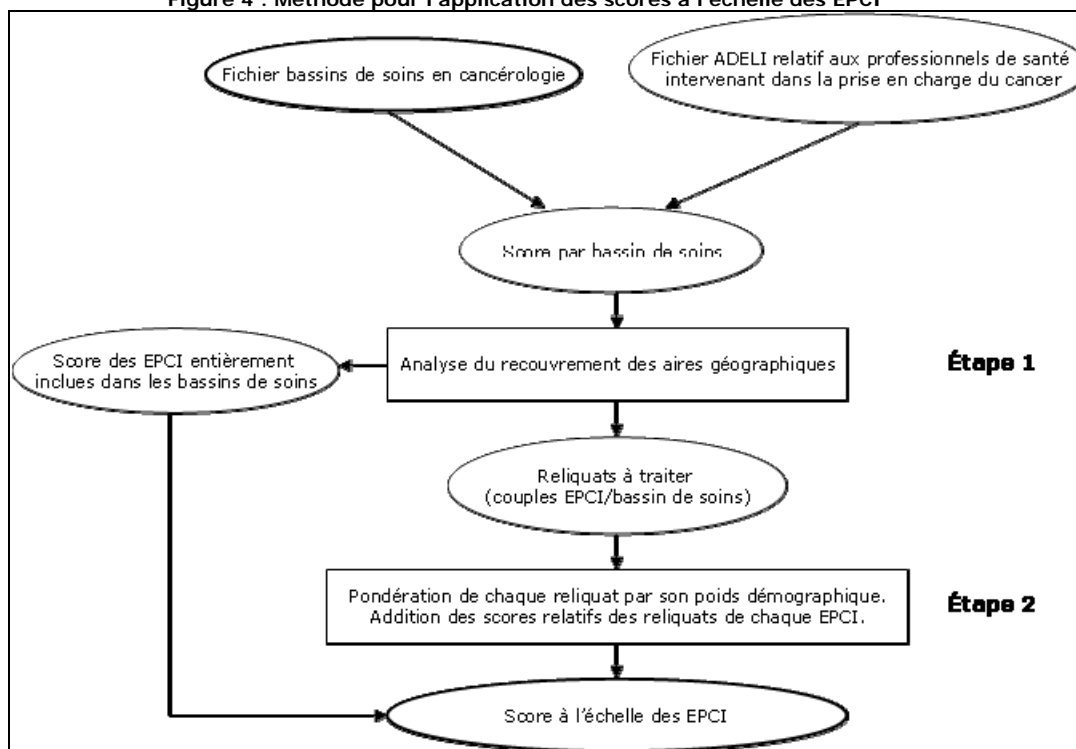 Figure 4 : Méthode pour l'application des scores à l'échelle des EPCI
Fichier bassins de soins en cancérologie
Fichier ADELI relatif aux professionnels de santé
intervenant dans la prise en charge du cancer
Score par bassin de soins
Score des EPCI entièrement
inclues dans les bassins de soins
Analyse du recouvrement des aires géographiques
Étape 1
Reliquats à traiter
(couples EPCI/bassin de soins)
Pondération de chaque reliquat par son poids démographique.
Addition des scores relatifs des reliquats de chaque EPCI.
Étape 2
Score à l'échelle des EPCI